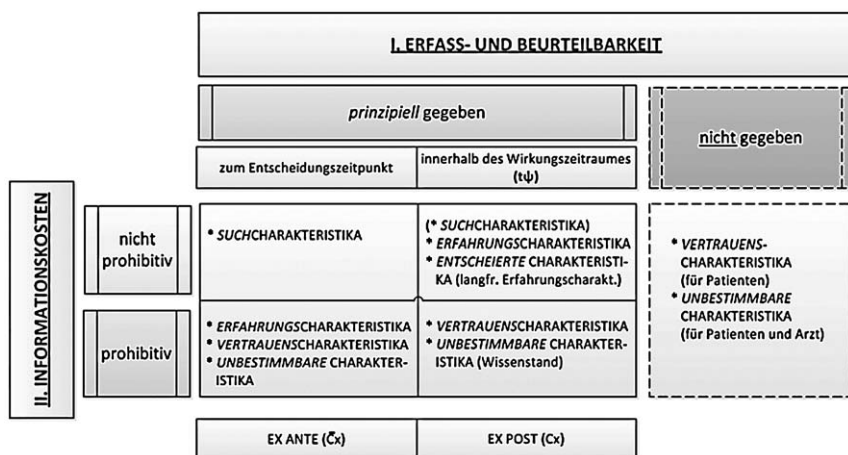 I. ERFASS- UND BEURTEILBARKEIT
prinzipiell gegeben
nicht gegeben
zum Entscheidungszeitpunkt
innerhalb des Wirkungszeitraumes
(tψ)
II. INFORMATIONSKOSTEN
nicht
prohibitiv
* SUCHCHARAKTERISTIKA
(* SUCHCHARAKTERISTIKA)
* ERFAHRUNGSCHARAKTERISTIKA
* ENTSCHEIERTE CHARAKTERISTI-
KA (langfr. Erfahrungscharakt.)
* VERTRAUENS-
CHARAKTERISTIKA
(für Patienten)
* UNBESTIMMBARE
CHARAKTERISTIKA
(für Patienten und Arzt)
prohibitiv
* ERFAHRUNGSCHARAKTERISTIKA
* VERTRAUENSCHARAKTERISTIKA
* UNBESTIMMBARE CHARAKTER-
ISTIKA
* VERTRAUENSCHARAKTERISTIKA
* UNBESTIMMBARE CHARAKTER-
ISTIKA (Wissenstand)
EX ANTE (C̄x)
EX POST (Cx)